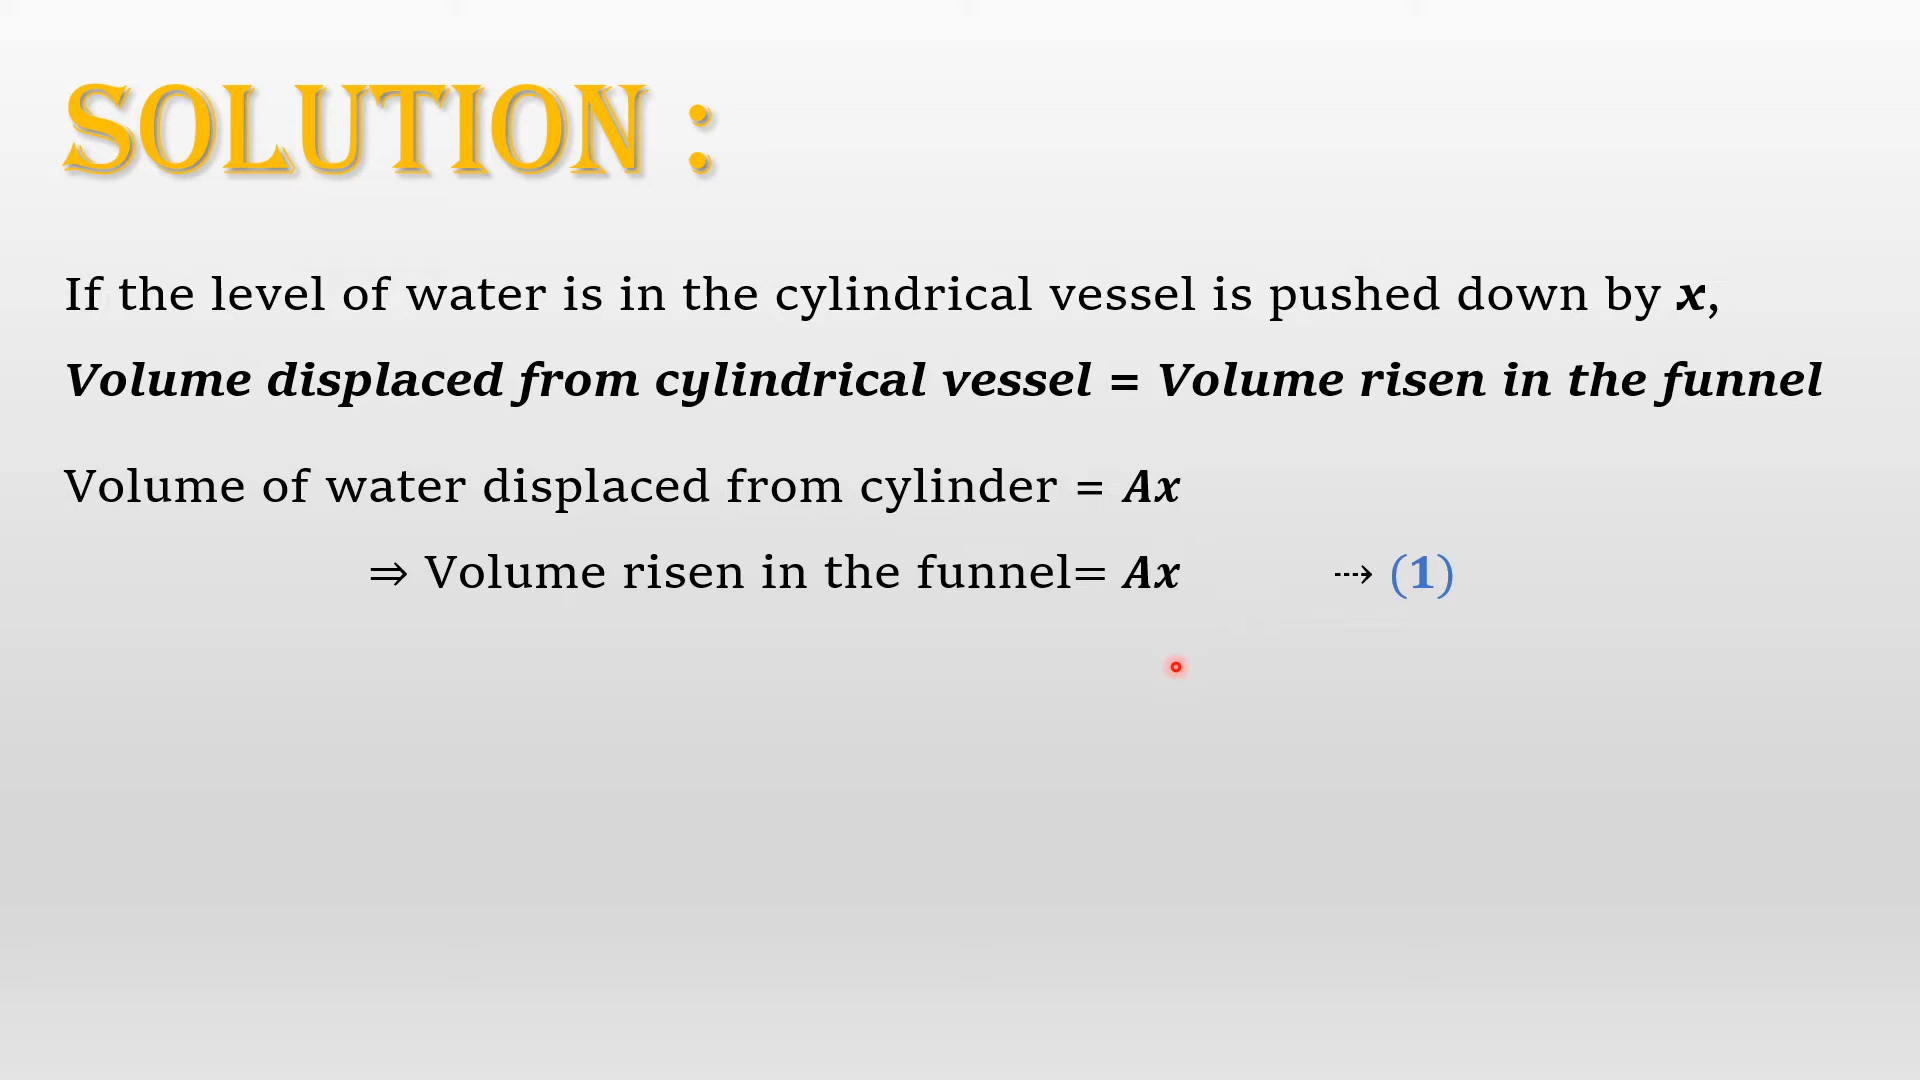 SOLUTION :
If the level of water is in the cylindrical vessel is pushed down by x,
Volume displaced from cylindrical vessel = Volume risen in the funnel
Volume of water displaced from cylinder = Ax
⇒ Volume risen in the funnel= Ax ⇢ (1)